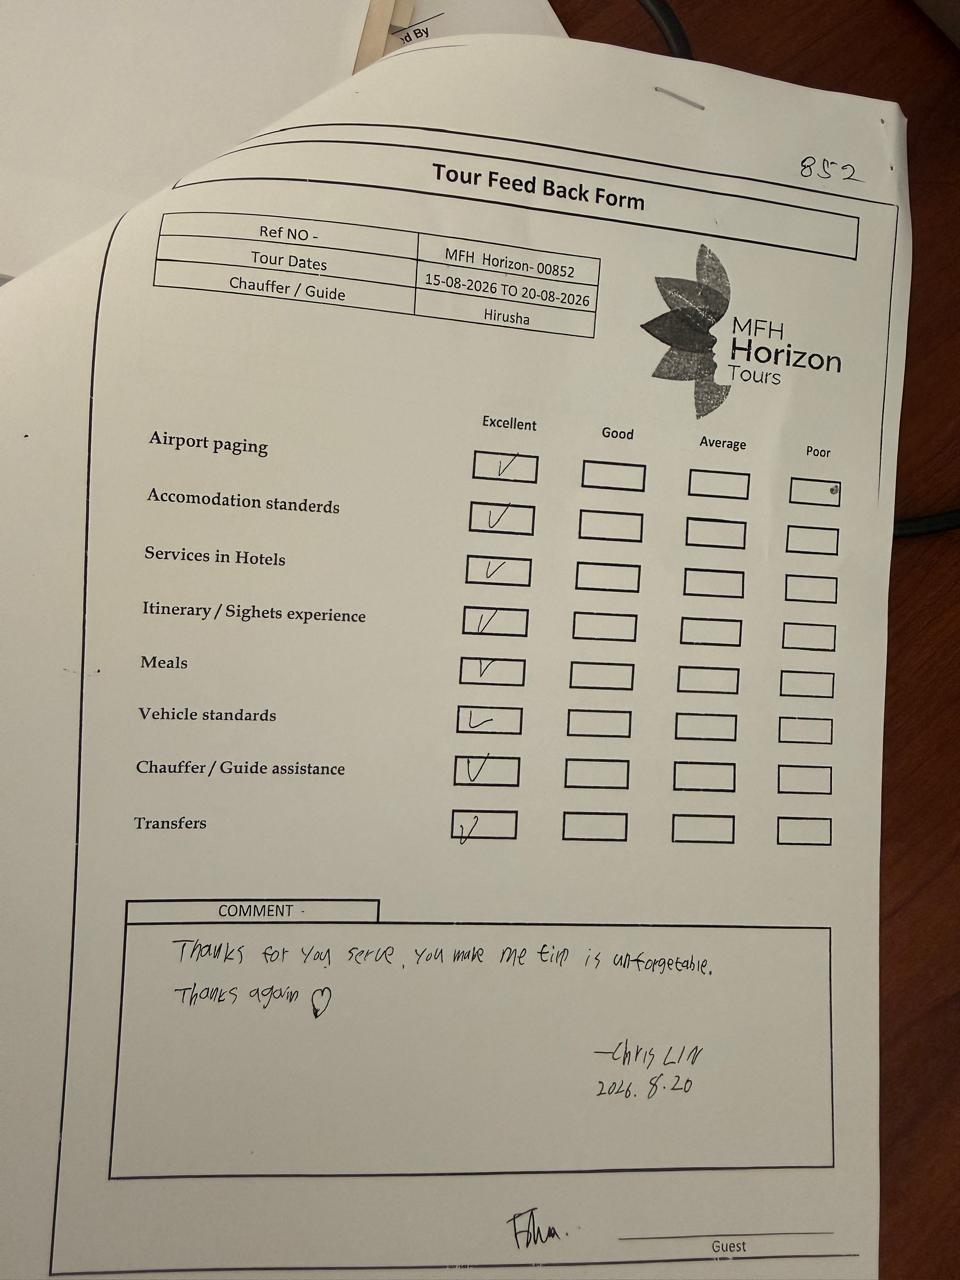 d By
852
Tour Feed Back Form
Ref NO - MFH Horizon- 00852
Tour Dates 15-08-2026 TO 20-08-2026
Chauffer / Guide Hirusha
MFH
Horizon
Tours
Excellent Good Average Poor
Airport paging
Accomodation standerds
Services in Hotels
Itinerary / Sighets experience
Meals
Vehicle standards
Chauffer / Guide assistance
Transfers
COMMENT -
Thanks for you serve, you make me tirp is unforgetable.
Thanks again ♡
—Chris LIN
2026. 8. 20
Guest